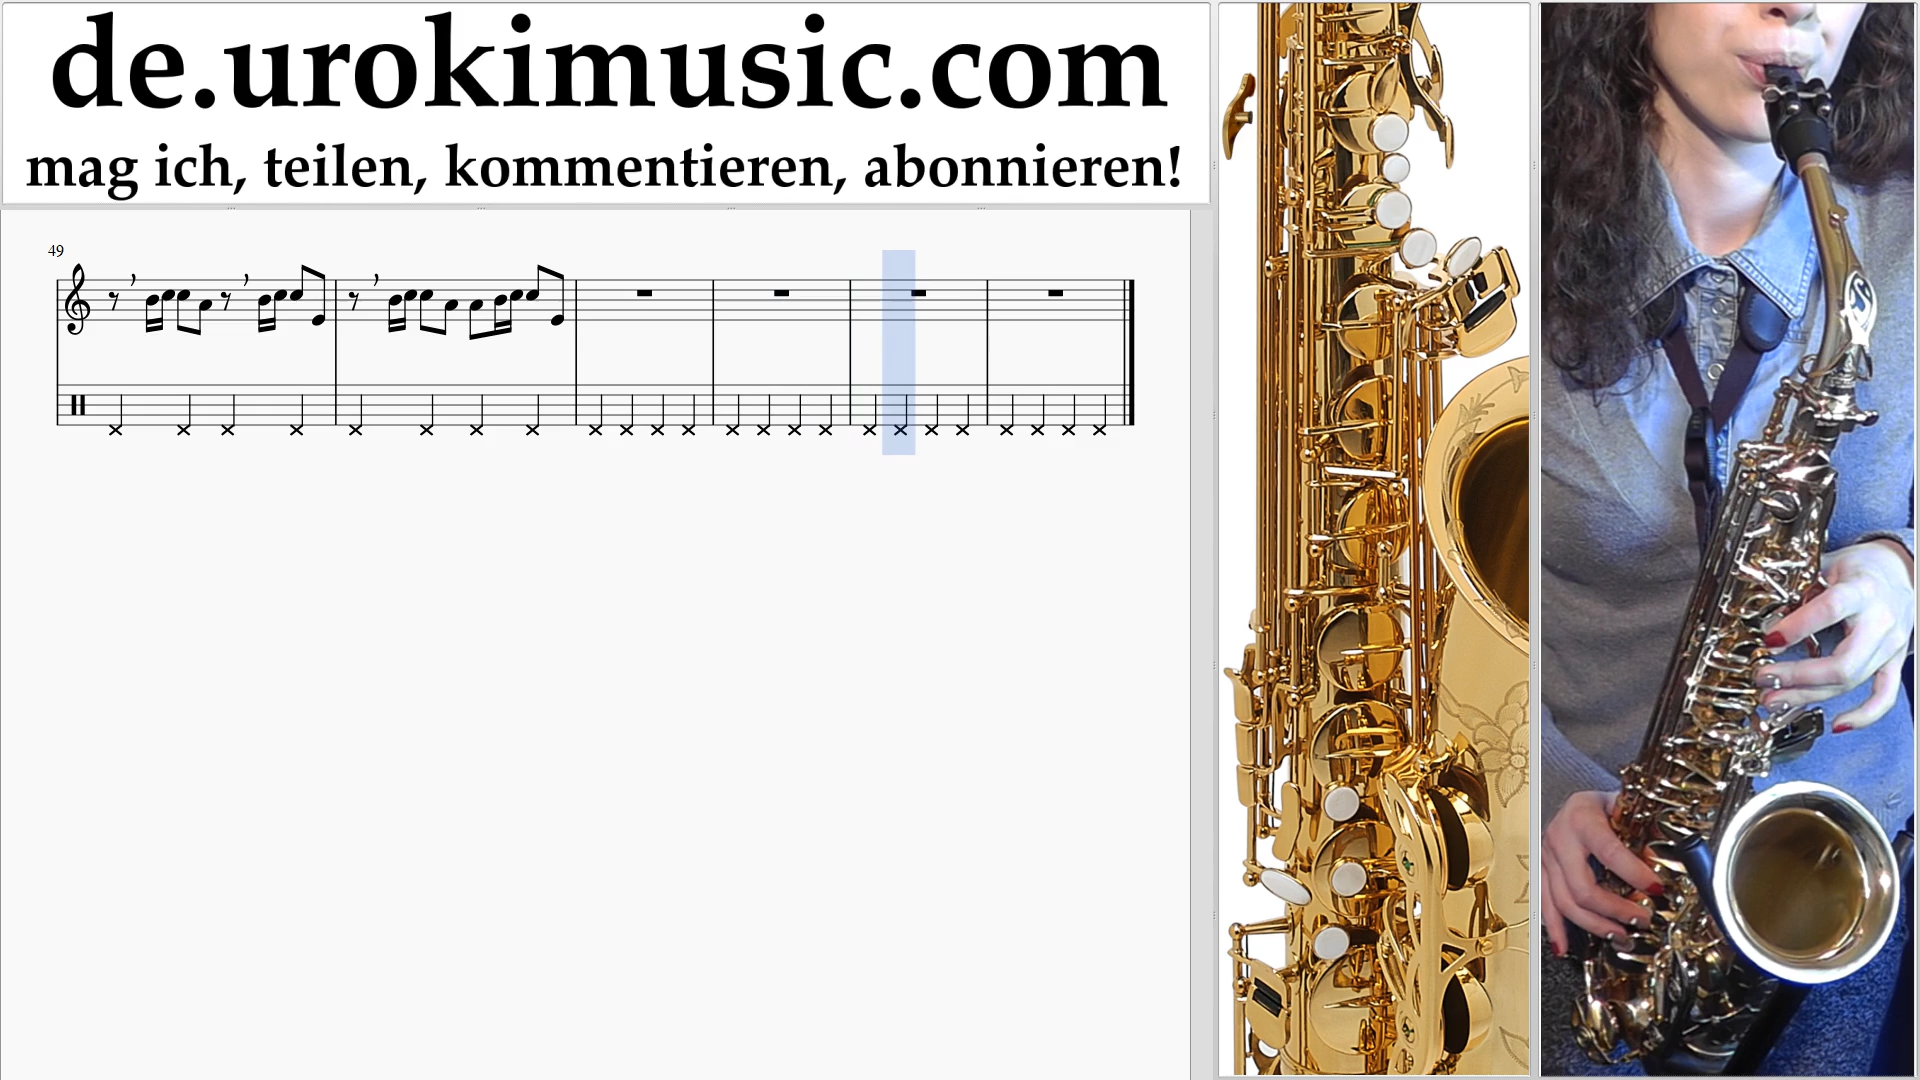 de.urokimusic.com
mag ich, teilen, kommentieren, abonnieren!
49